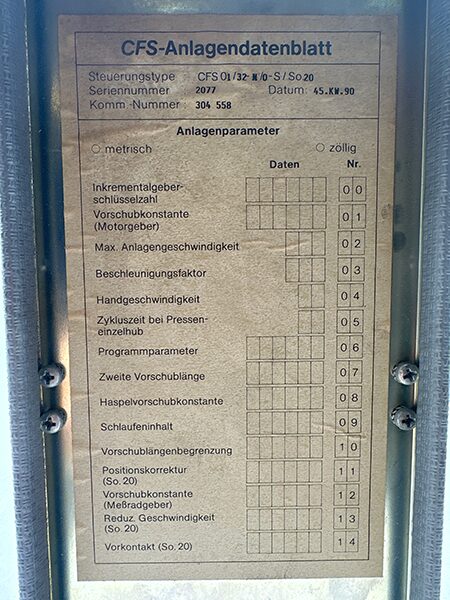 CFS-Anlagendatenblatt
Steuerungstype : CFS 01/32-N/0-S/So20
Seriennummer : 2077 Datum: 45.KW.90
Komm.-Nummer : 304 558
Anlagenparameter
metrisch zöllig
Daten Nr.
Inkrementalgeber-
schlüsselzahl 00
Vorschubkonstante
(Motorgeber) 01
Max. Anlagengeschwindigkeit 02
Beschleunigungsfaktor 03
Handgeschwindigkeit 04
Zykluszeit bei Pressen-
einzelhub 05
Programmparameter 06
Zweite Vorschublänge 07
Haspelvorschubkonstante 08
Schlaufeninhalt 09
Vorschublängenbegrenzung 10
Positionskorrektur
(So. 20) 11
Vorschubkonstante
(Meßradgeber) 12
Reduz. Geschwindigkeit
(So. 20) 13
Vorkontakt (So. 20) 14